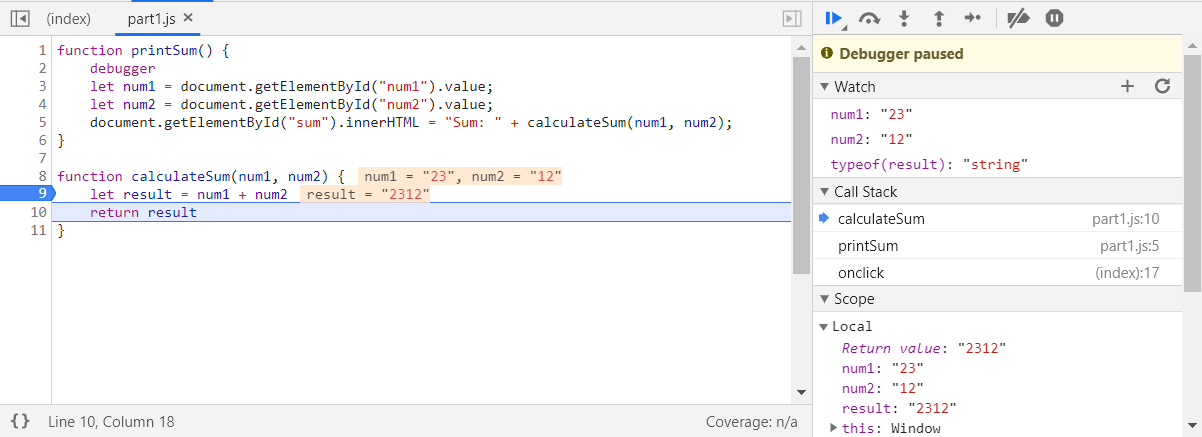 (index) part1.js ✕
1 function printSum() {
2 debugger
3 let num1 = document.getElementById("num1").value;
4 let num2 = document.getElementById("num2").value;
5 document.getElementById("sum").innerHTML = "Sum: " + calculateSum(num1, num2);
6 }
7
8 function calculateSum(num1, num2) { num1 = "23", num2 = "12"
9 let result = num1 + num2 result = "2312"
10 return result
11 }
{} Line 10, Column 18 Coverage: n/a
Debugger paused
Watch
num1: "23"
num2: "12"
typeof(result): "string"
Call Stack
calculateSum part1.js:10
printSum part1.js:5
onclick (index):17
Scope
Local
Return value: "2312"
num1: "23"
num2: "12"
result: "2312"
this: Window